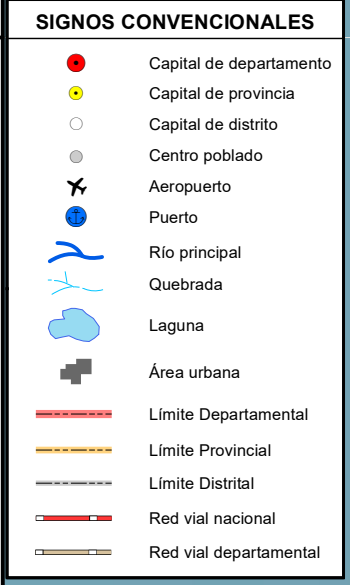 SIGNOS CONVENCIONALES
Capital de departamento
Capital de provincia
Capital de distrito
Centro poblado
Aeropuerto
Puerto
Río principal
Quebrada
Laguna
Área urbana
Límite Departamental
Límite Provincial
Límite Distrital
Red vial nacional
Red vial departamental